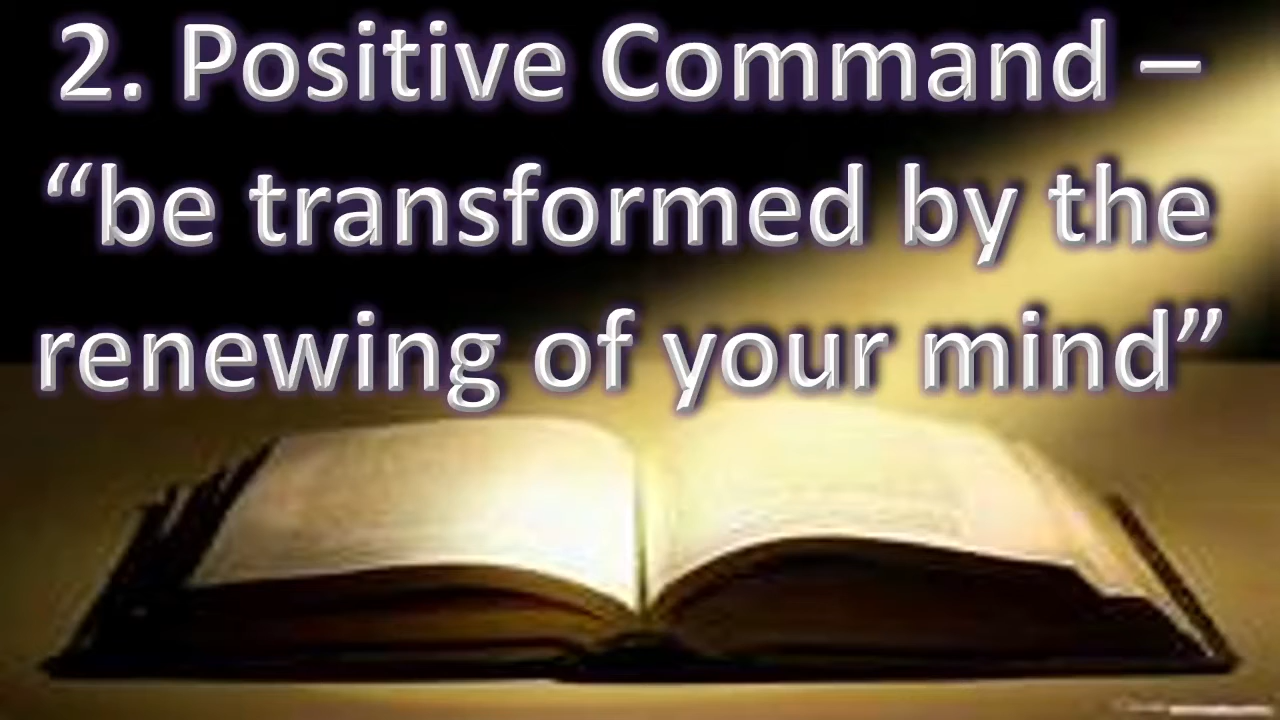 2. Positive Command –
“be transformed by the
renewing of your mind”